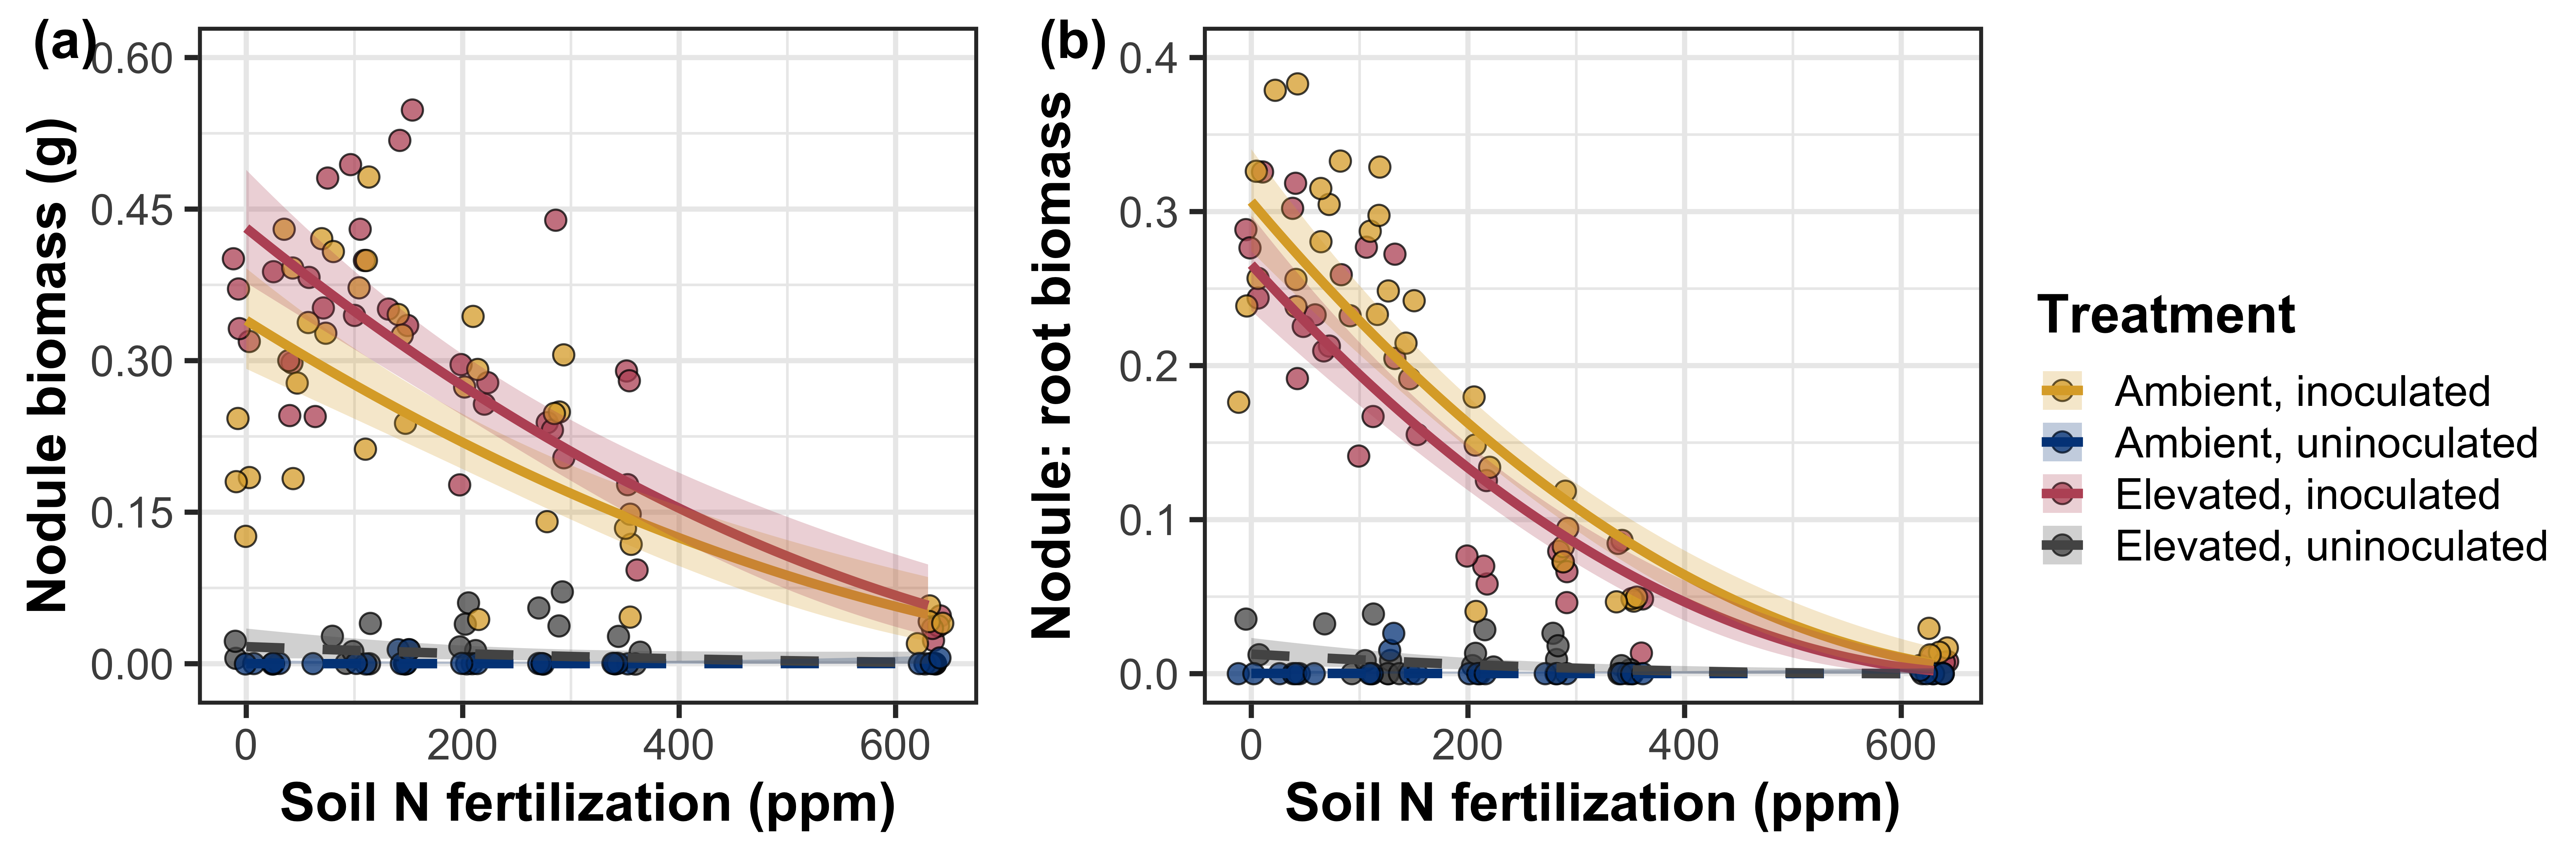 (a)
0.60
0.45
0.30
0.15
0.00
Nodule biomass (g)
0 200 400 600
Soil N fertilization (ppm)
(b)
0.4
0.3
0.2
0.1
0.0
Nodule: root biomass
0 200 400 600
Soil N fertilization (ppm)
Treatment
Ambient, inoculated
Ambient, uninoculated
Elevated, inoculated
Elevated, uninoculated